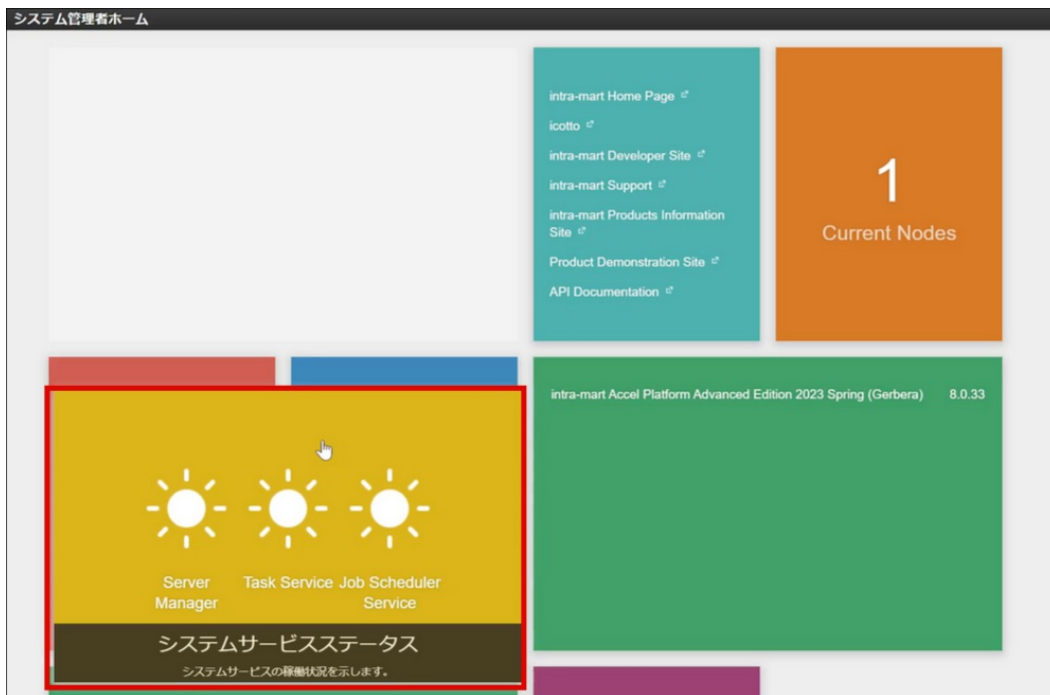 システム管理者ホーム
intra-mart Home Page
icotto
intra-mart Developer Site
intra-mart Support
intra-mart Products Information
Site
Product Demonstration Site
API Documentation
1
Current Nodes
intra-mart Accel Platform Advanced Edition 2023 Spring (Gerbera) 8.0.33
Server
Manager
Task Service
Job Scheduler
Service
システムサービスステータス
システムサービスの稼働状況を示します。